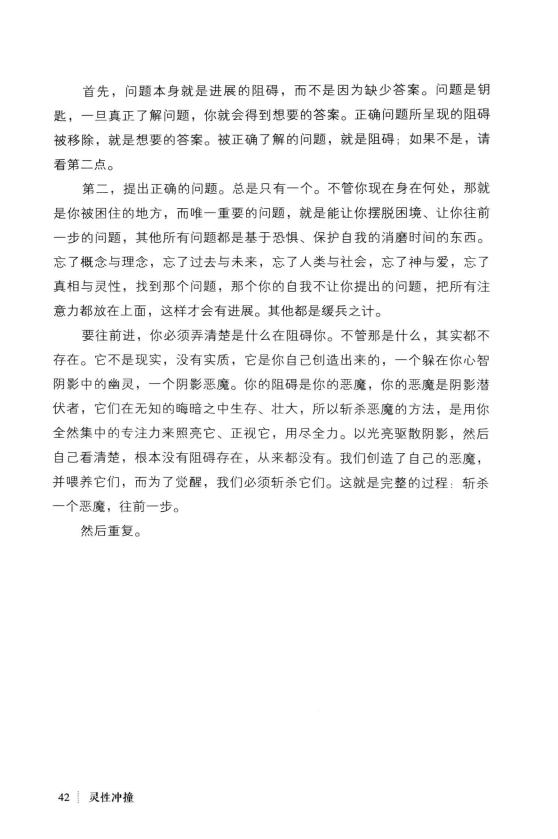 首先，问题本身就是进展的阻碍，而不是因为缺少答案。问题是钥
匙，一旦真正了解问题，你就会得到想要的答案。正确问题所呈现的阻碍
被移除，就是想要的答案。被正确了解的问题，就是阻碍；如果不是，请
看第二点。
第二，提出正确的问题。总是只有一个。不管你现在身在何处，那就
是你被困住的地方，而唯一重要的问题，就是能让你摆脱困境、让你往前
一步的问题，其他所有问题都是基于恐惧、保护自我的消磨时间的东西。
忘了概念与理念，忘了过去与未来，忘了人类与社会，忘了神与爱，忘了
真相与灵性，找到那个问题，那个你的自我不让你提出的问题，把所有注
意力都放在上面，这样才会有进展。其他都是缓兵之计。
要往前进，你必须弄清楚是什么在阻碍你。不管那是什么，其实都不
存在。它不是现实，没有实质，它是你自己创造出来的，一个躲在你心智
阴影中的幽灵，一个阴影恶魔。你的阻碍是你的恶魔，你的恶魔是阴影潜
伏者，它们在无知的晦暗之中生存、壮大，所以斩杀恶魔的方法，是用你
全然集中的专注力来照亮它、正视它，用尽全力。以光亮驱散阴影，然后
自己看清楚，根本没有阻碍存在，从来都没有。我们创造了自己的恶魔，
并喂养它们，而为了觉醒，我们必须斩杀它们。这就是完整的过程：斩杀
一个恶魔，往前一步。
然后重复。
42 灵性冲撞